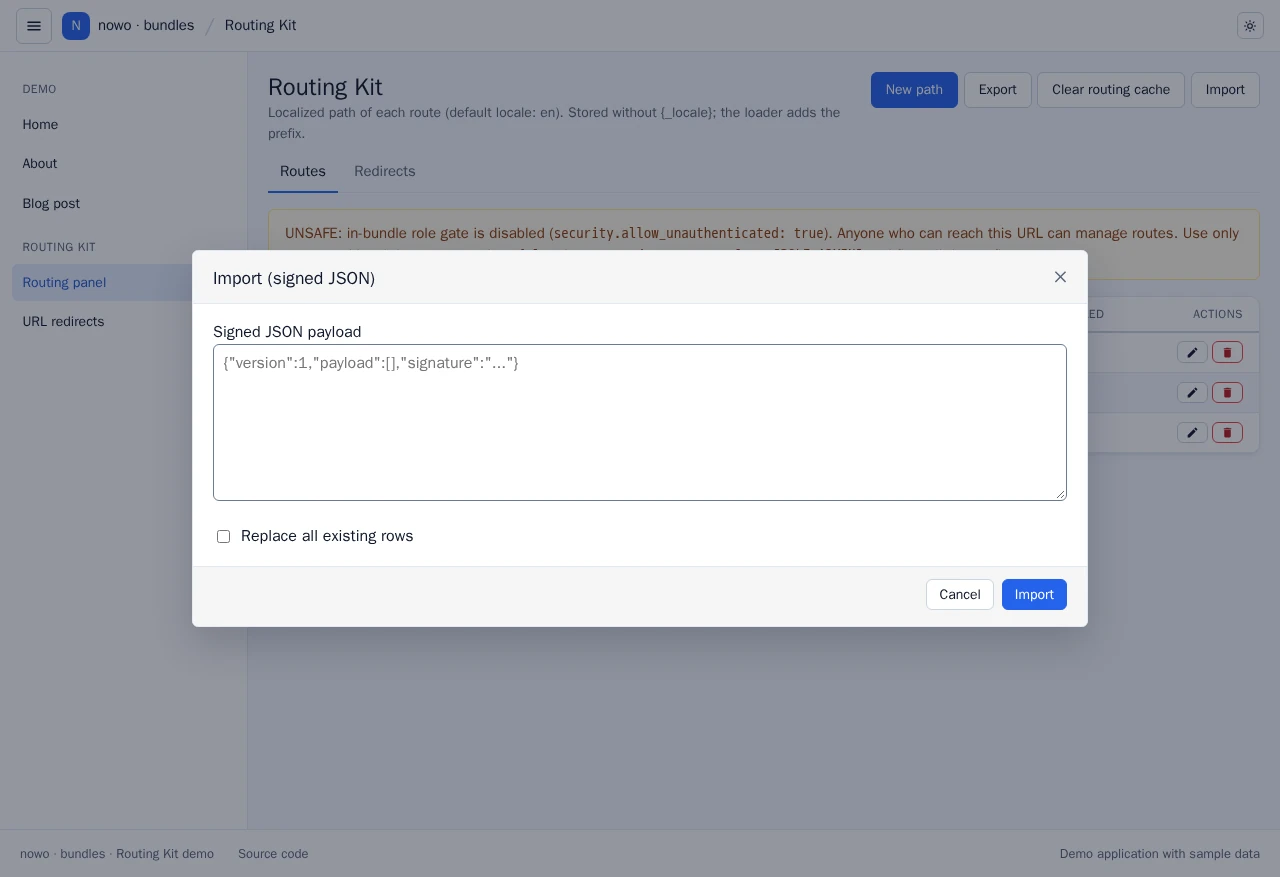 N nowo · bundles / Routing Kit
DEMO
Home
About
Blog post
ROUTING KIT
Routing panel
URL redirects
Routing Kit
Localized path of each route (default locale: en). Stored without {_locale}; the loader adds the
prefix.
New path
Export
Clear routing cache
Import
Routes
Redirects
UNSAFE: in-bundle role gate is disabled (security.allow_unauthenticated: true). Anyone who can reach this URL can manage routes. Use only
ACTIONS
Import (signed JSON)
Signed JSON payload
{"version":1,"payload":[],"signature":"..."}
Replace all existing rows
Cancel
Import
nowo · bundles · Routing Kit demo
Source code
Demo application with sample data